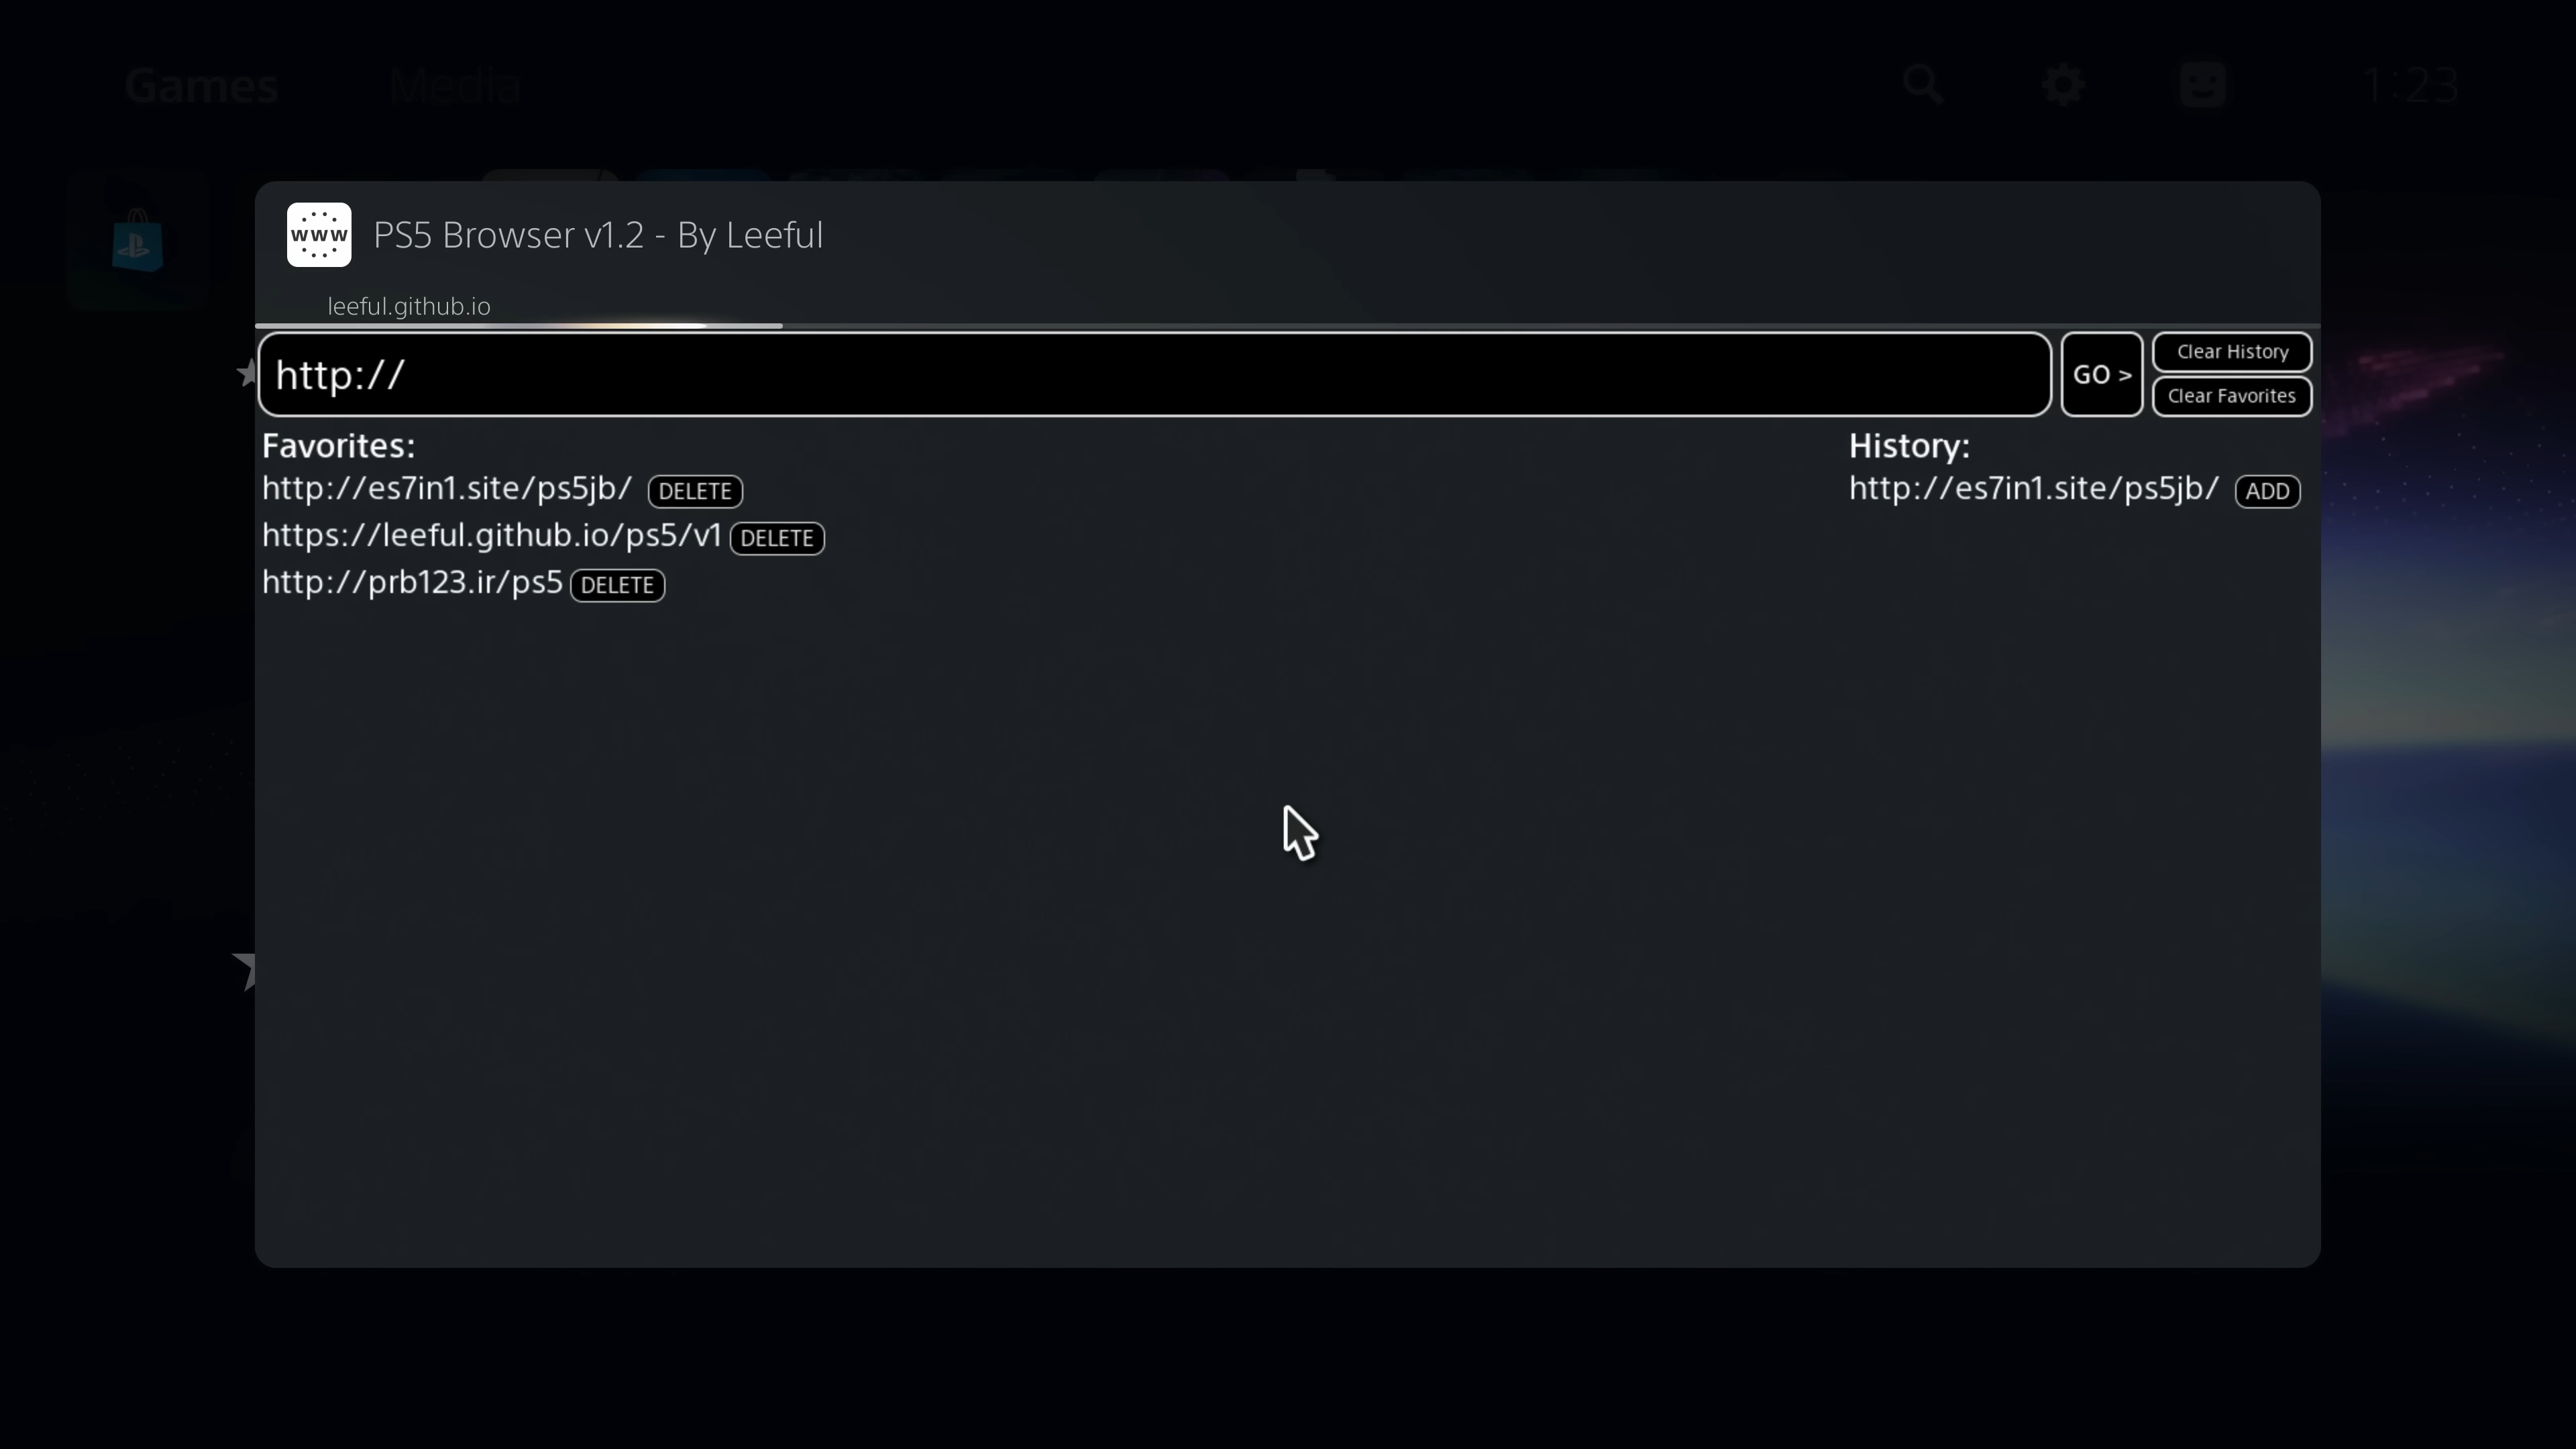 Games Media 1:23
www PS5 Browser v1.2 - By Leeful
leeful.github.io
http:// GO > Clear History
Clear Favorites
Favorites:
http://es7in1.site/ps5jb/ DELETE
https://leeful.github.io/ps5/v1 DELETE
http://prb123.ir/ps5 DELETE
History:
http://es7in1.site/ps5jb/ ADD